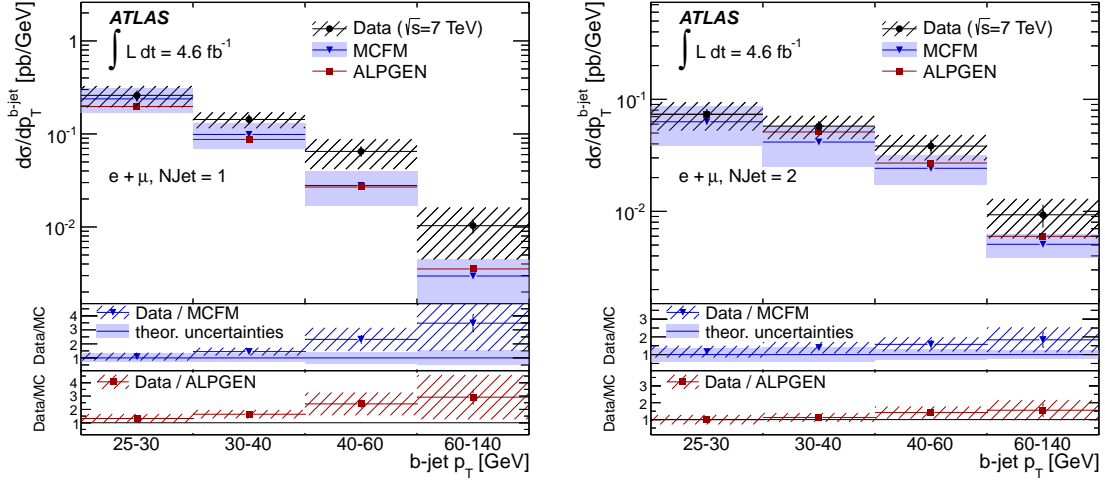 ATLAS
∫ L dt = 4.6 fb⁻¹
Data (√s=7 TeV)
MCFM
ALPGEN
e + μ, NJet = 1
dσ/dp_T^{b-jet} [pb/GeV]
1
10⁻¹
10⁻²
Data / MCFM
theor. uncertainties
Data/MC
4
3
2
1
Data / ALPGEN
Data/MC
4
3
2
1
25-30 30-40 40-60 60-140
b-jet p_T [GeV]
ATLAS
∫ L dt = 4.6 fb⁻¹
Data (√s=7 TeV)
MCFM
ALPGEN
e + μ, NJet = 2
dσ/dp_T^{b-jet} [pb/GeV]
1
10⁻¹
10⁻²
Data / MCFM
theor. uncertainties
Data/MC
3
2
1
Data / ALPGEN
Data/MC
3
2
1
25-30 30-40 40-60 60-140
b-jet p_T [GeV]